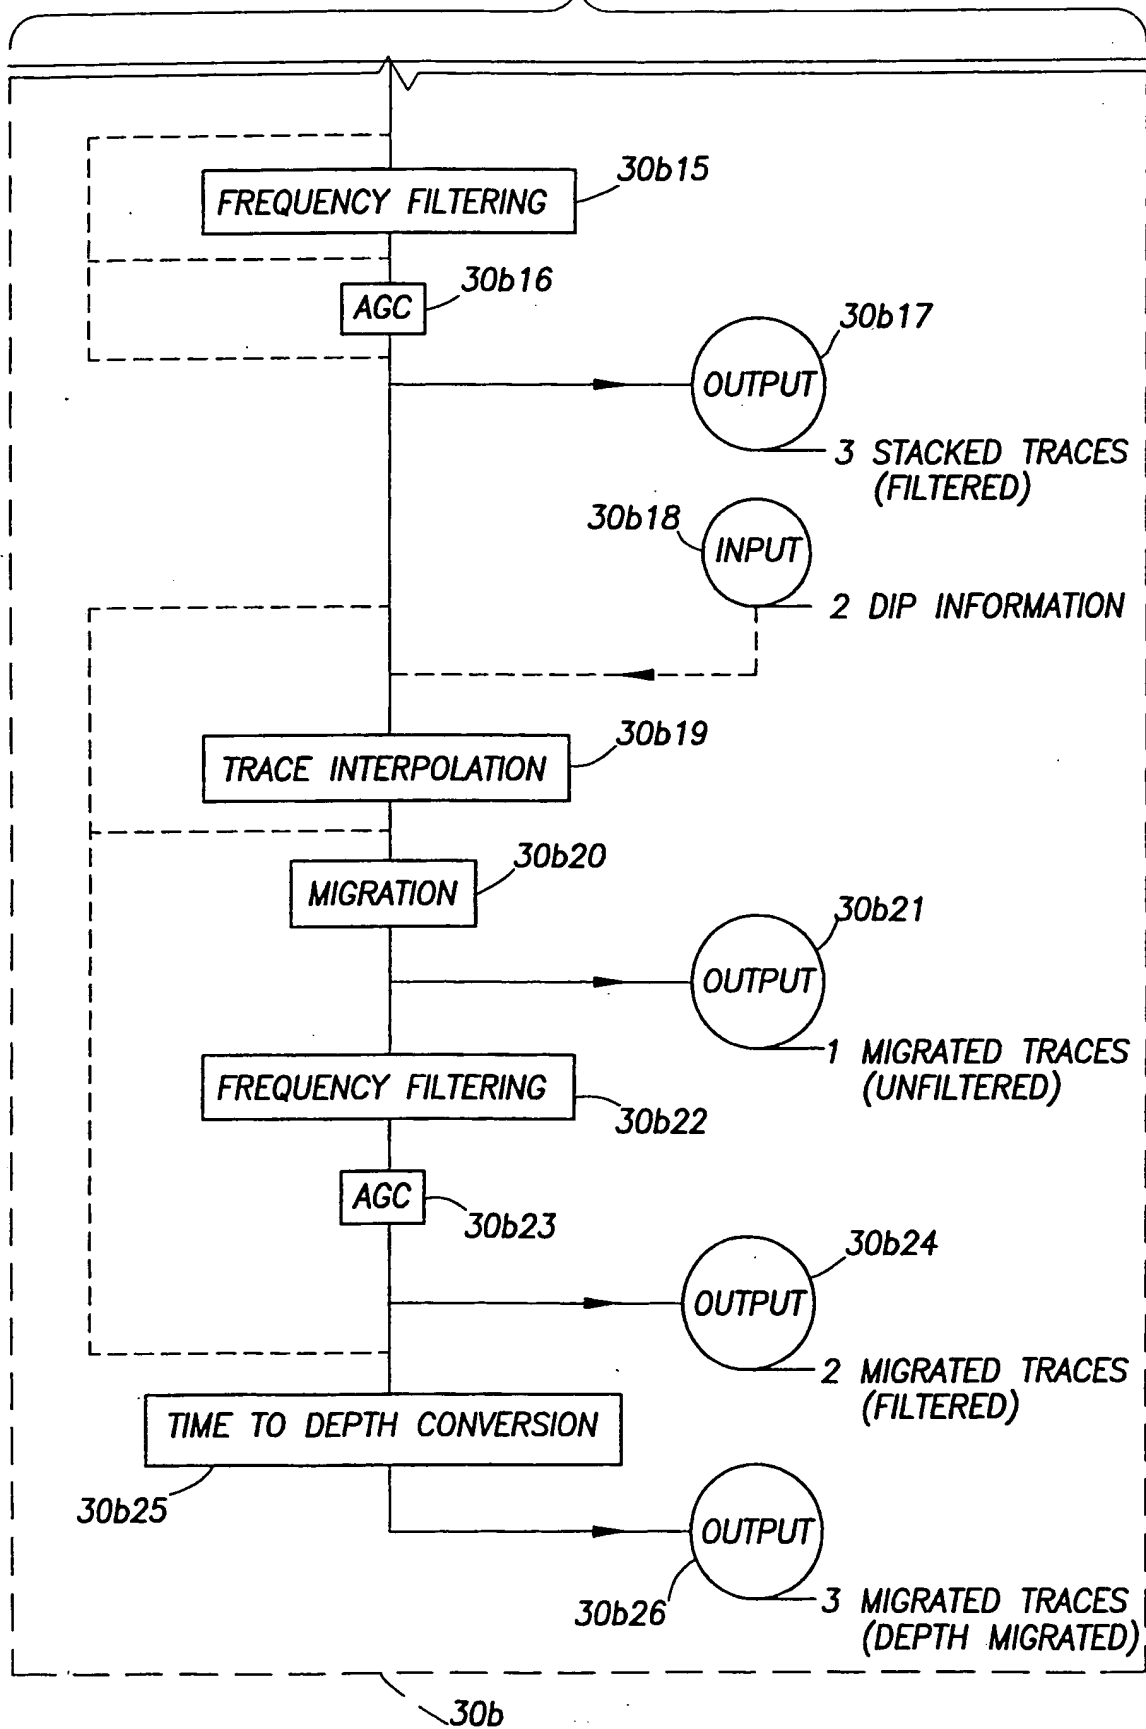 30b15
FREQUENCY FILTERING
30b16
AGC
30b17
OUTPUT
3 STACKED TRACES
(FILTERED)
30b18
INPUT
2 DIP INFORMATION
30b19
TRACE INTERPOLATION
30b20
MIGRATION
30b21
OUTPUT
1 MIGRATED TRACES
(UNFILTERED)
FREQUENCY FILTERING
30b22
AGC
30b23
30b24
OUTPUT
2 MIGRATED TRACES
(FILTERED)
TIME TO DEPTH CONVERSION
30b25
OUTPUT
30b26
3 MIGRATED TRACES
(DEPTH MIGRATED)
30b